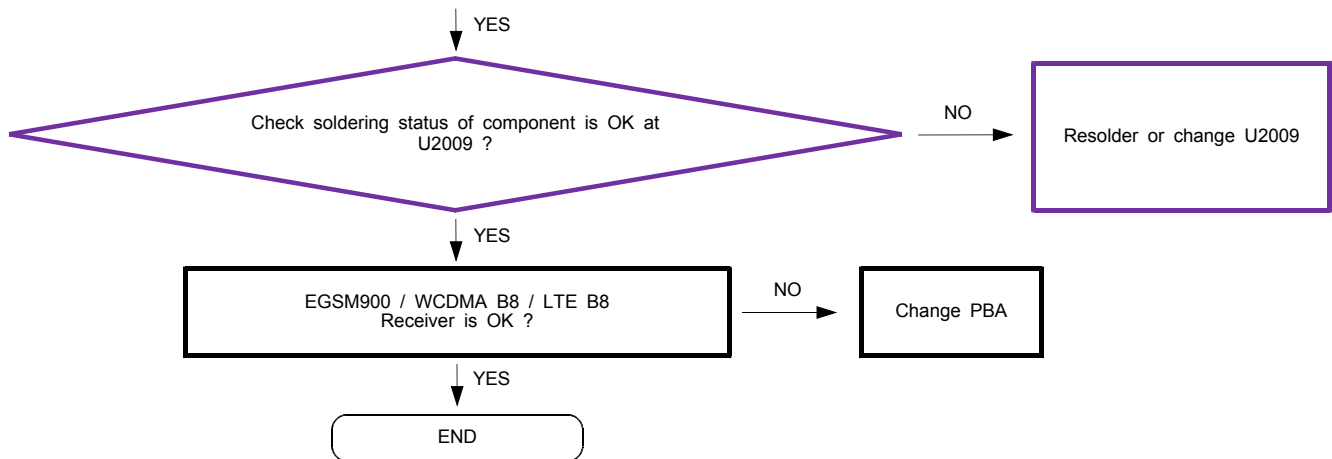 YES
Check soldering status of component is OK at
U2009 ?
NO
Resolder or change U2009
YES
EGSM900 / WCDMA B8 / LTE B8
Receiver is OK ?
NO
Change PBA
YES
END